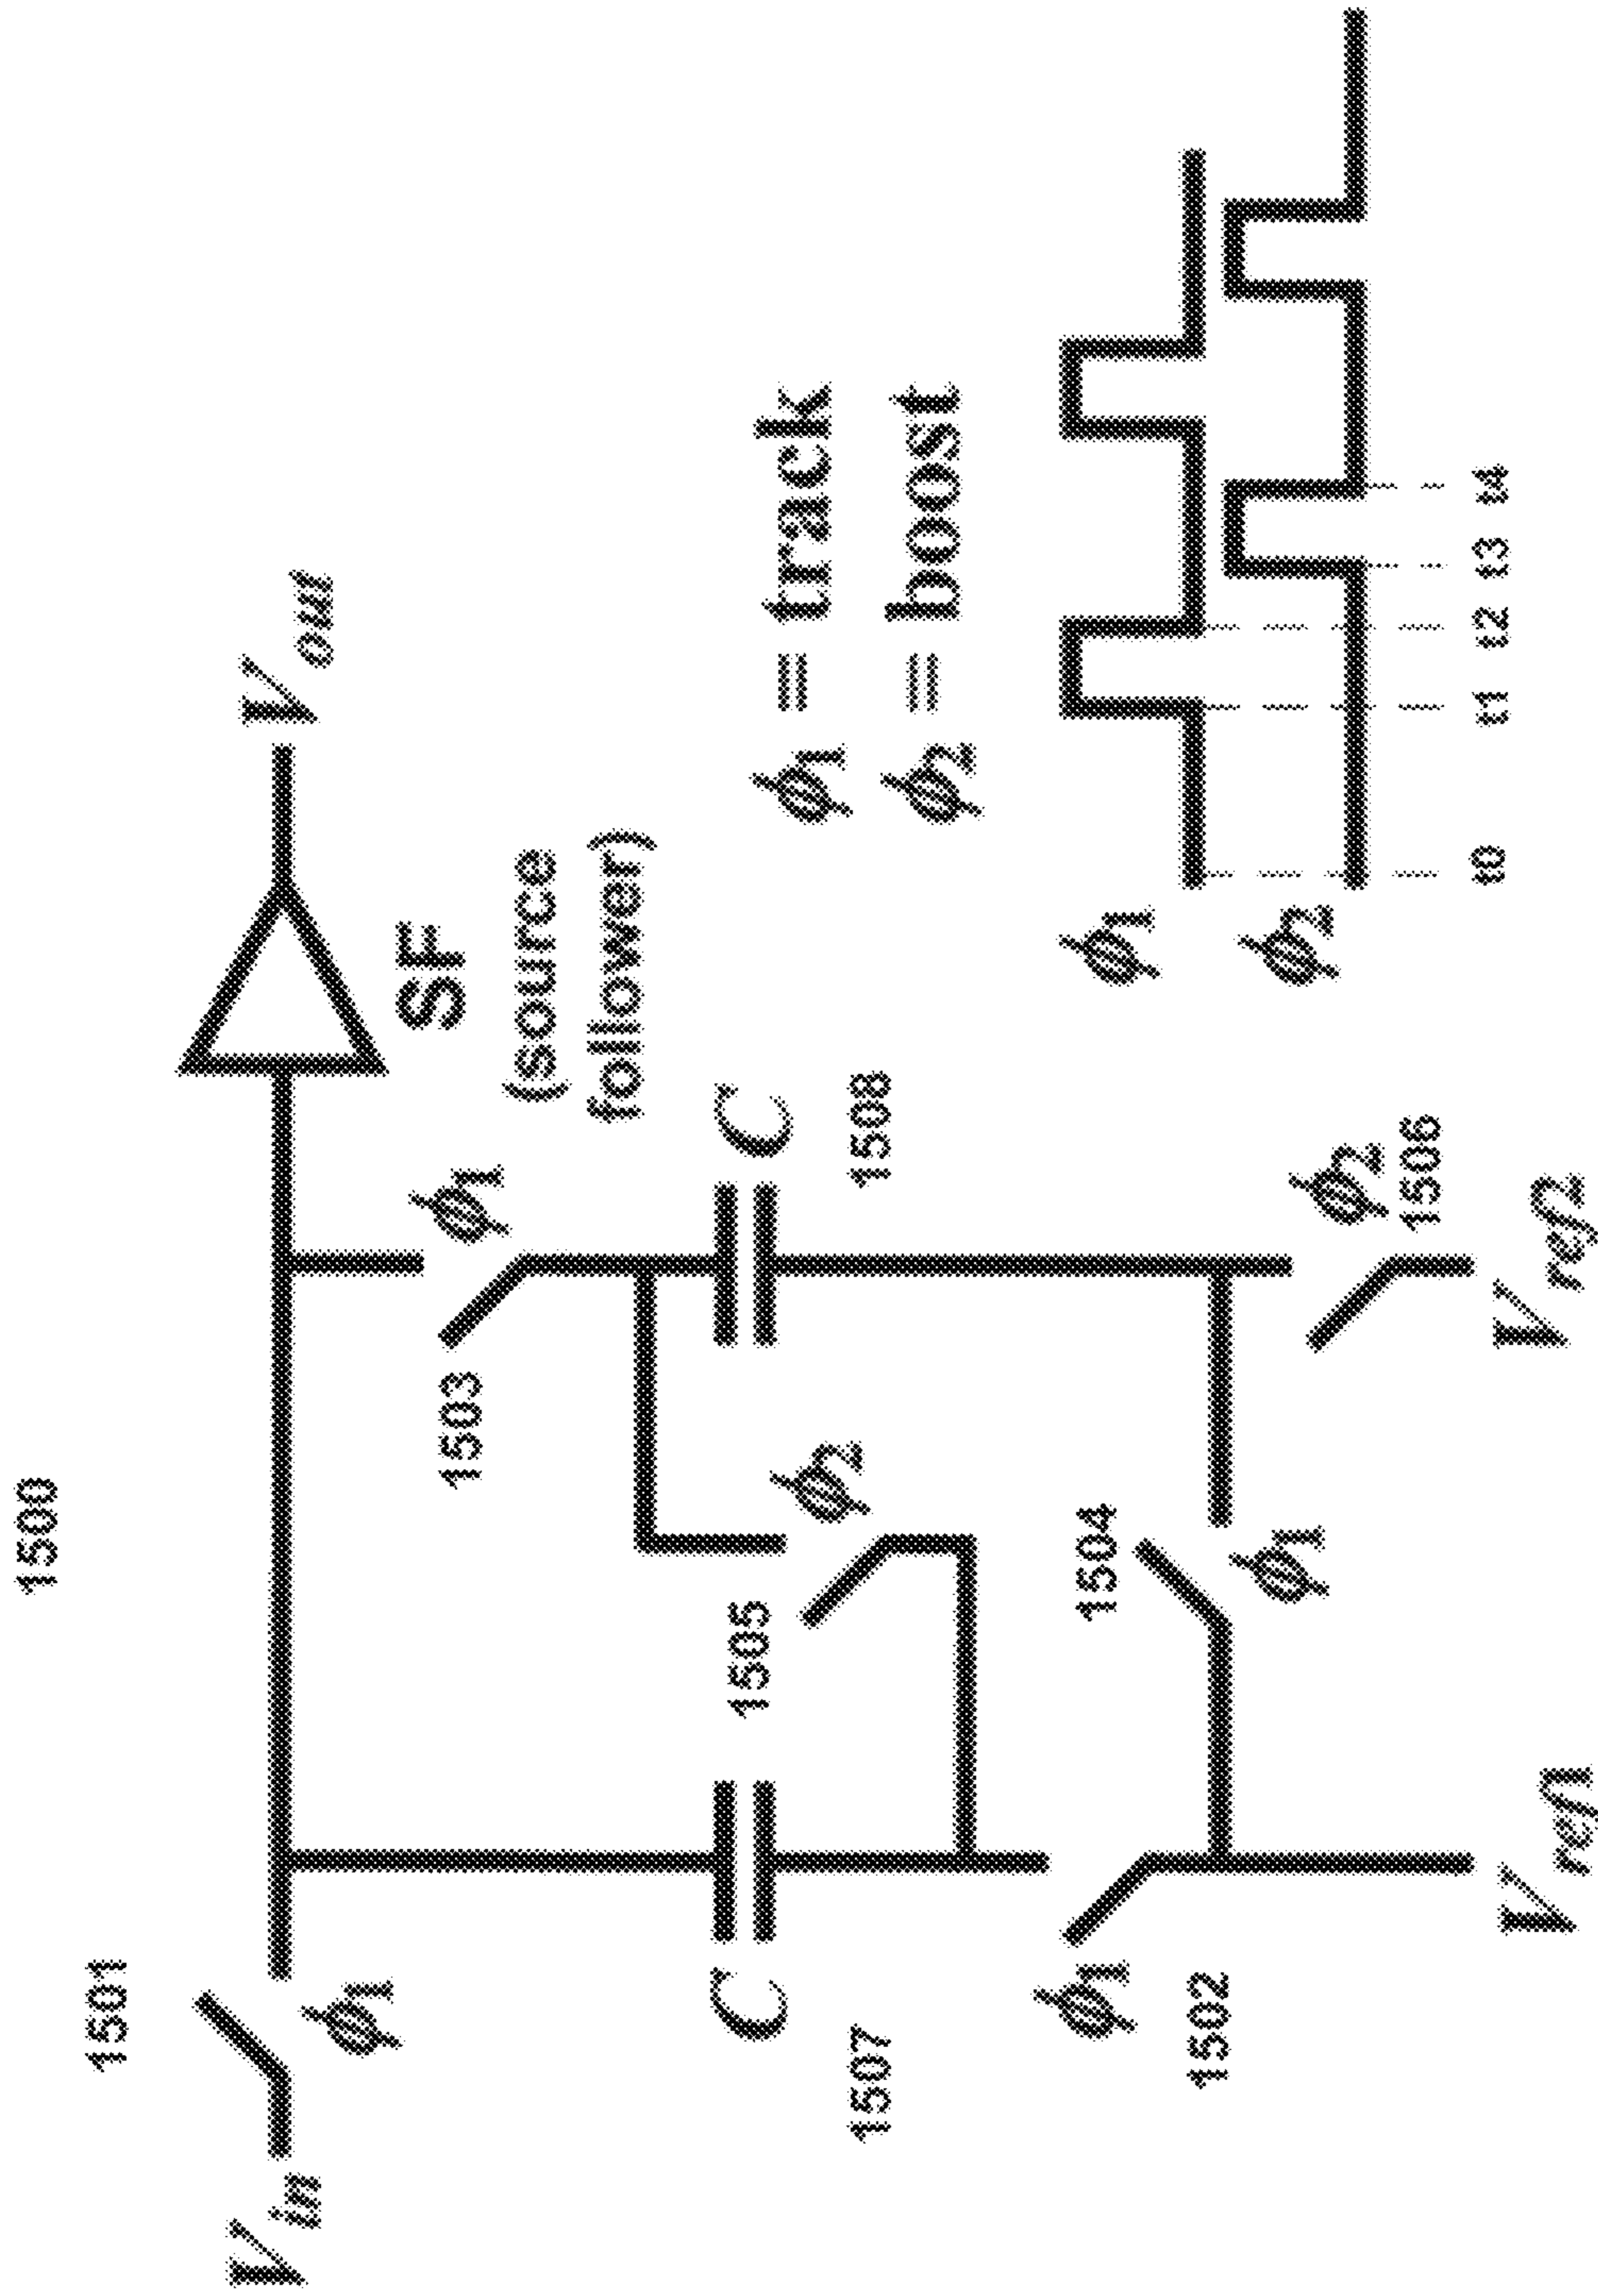 1500
1501
V_in
ϕ1
V_out
SF
(source
follower)
1503
ϕ1
C
1507
C
1508
1505
ϕ2
ϕ1
1502
1504
ϕ1
ϕ2
1506
V_ref1
V_ref2
ϕ1 = track
ϕ2 = boost
ϕ1
ϕ2
t0 t1 t2 t3 t4